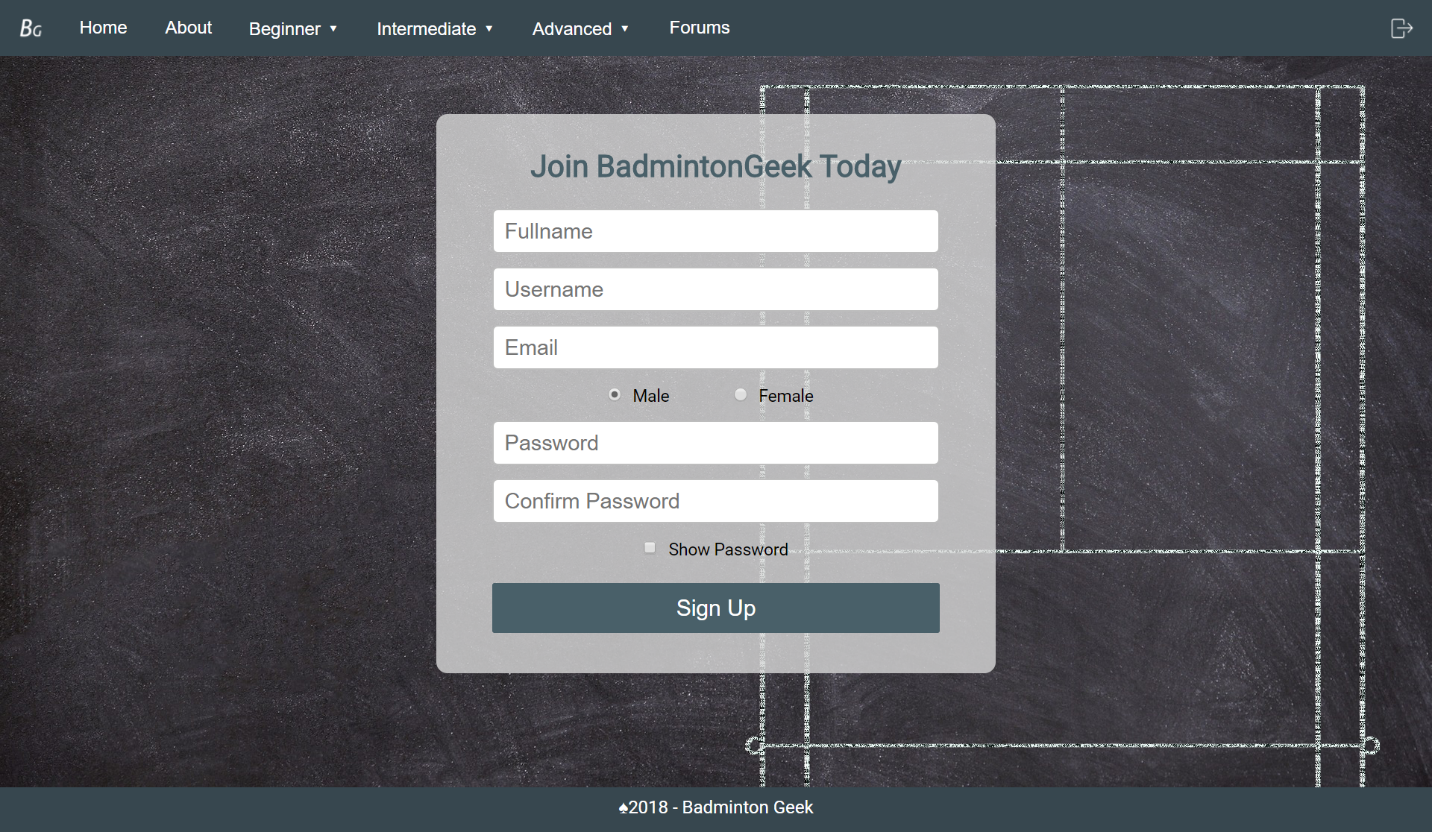 BG Home About Beginner ▼ Intermediate ▼ Advanced ▼ Forums
Join BadmintonGeek Today
Fullname
Username
Email
Male Female
Password
Confirm Password
Show Password
Sign Up
♠2018 - Badminton Geek